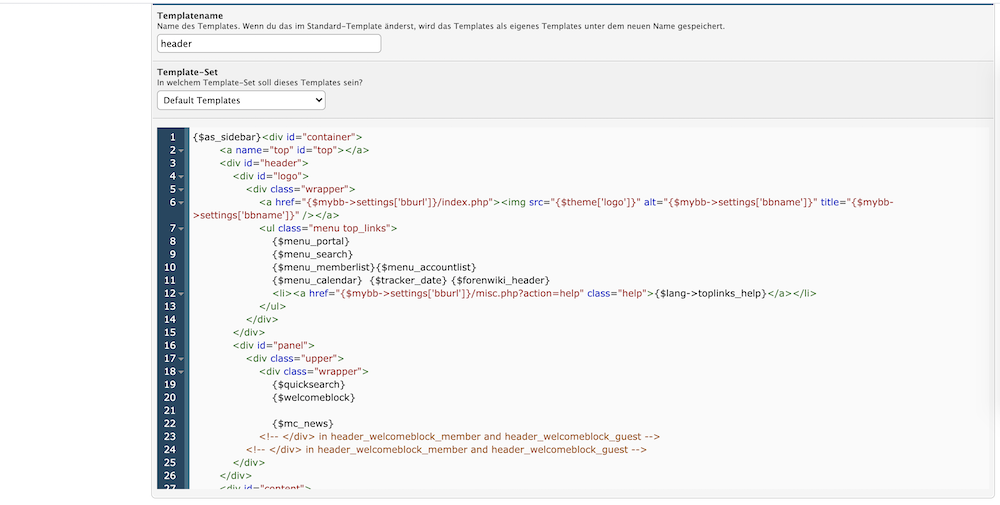 Templatename
Name des Templates. Wenn du das im Standard-Template änderst, wird das Templates als eigenes Templates unter dem neuen Name gespeichert.
header
Template-Set
In welchem Template-Set soll dieses Templates sein?
Default Templates
1 {$as_sidebar}<div id="container">
2 <a name="top" id="top"></a>
3 <div id="header">
4 <div id="logo">
5 <div class="wrapper">
6 <a href="{$mybb->settings['bburl']}/index.php"><img src="{$theme['logo']}" alt="{$mybb->settings['bbname']}" title="{$mybb-
>settings['bbname']}" /></a>
7 <ul class="menu top_links">
8 {$menu_portal}
9 {$menu_search}
10 {$menu_memberlist}{$menu_accountlist}
11 {$menu_calendar} {$tracker_date} {$forenwiki_header}
12 <li><a href="{$mybb->settings['bburl']}/misc.php?action=help" class="help">{$lang->toplinks_help}</a></li>
13 </ul>
14 </div>
15 </div>
16 <div id="panel">
17 <div class="upper">
18 <div class="wrapper">
19 {$quicksearch}
20 {$welcomeblock}
21
22 {$mc_news}
23 <!-- </div> in header_welcomeblock_member and header_welcomeblock_guest -->
24 <!-- </div> in header_welcomeblock_member and header_welcomeblock_guest -->
25 </div>
26 </div>
27 <div id="content">